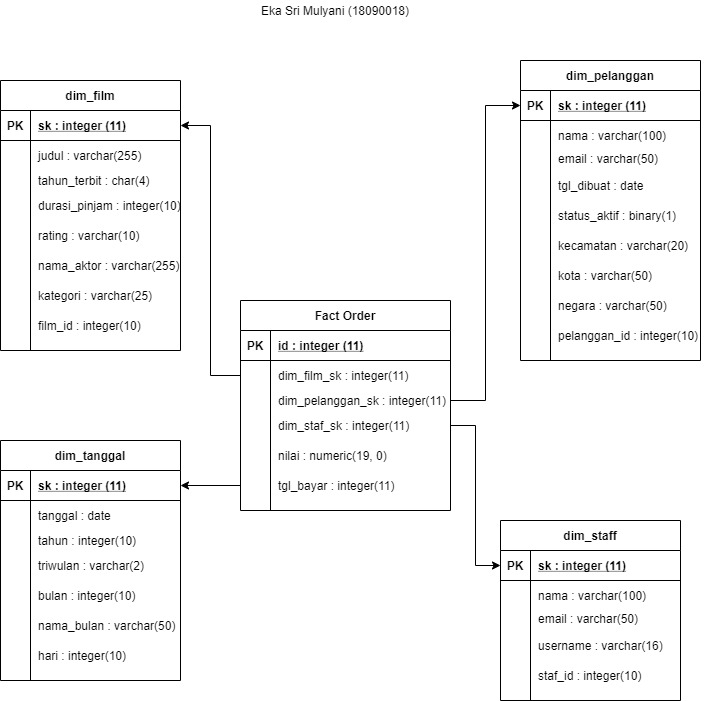 Eka Sri Mulyani (18090018)
dim_film
PK
sk : integer (11)
judul : varchar(255)
tahun_terbit : char(4)
durasi_pinjam : integer(10)
rating : varchar(10)
nama_aktor : varchar(255)
kategori : varchar(25)
film_id : integer(10)
dim_pelanggan
PK
sk : integer (11)
nama : varchar(100)
email : varchar(50)
tgl_dibuat : date
status_aktif : binary(1)
kecamatan : varchar(20)
kota : varchar(50)
negara : varchar(50)
pelanggan_id : integer(10)
Fact Order
PK
id : integer (11)
dim_film_sk : integer(11)
dim_pelanggan_sk : integer(11)
dim_staf_sk : integer(11)
nilai : numeric(19, 0)
tgl_bayar : integer(11)
dim_tanggal
PK
sk : integer (11)
tanggal : date
tahun : integer(10)
triwulan : varchar(2)
bulan : integer(10)
nama_bulan : varchar(50)
hari : integer(10)
dim_staff
PK
sk : integer (11)
nama : varchar(100)
email : varchar(50)
username : varchar(16)
staf_id : integer(10)